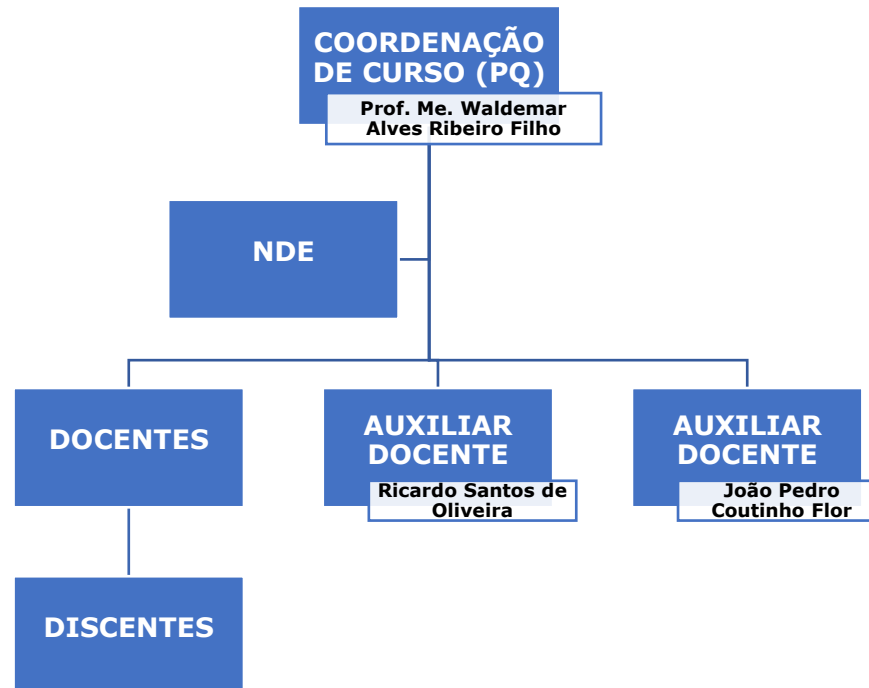 COORDENAÇÃO
DE CURSO (PQ)
Prof. Me. Waldemar
Alves Ribeiro Filho
NDE
DOCENTES
AUXILIAR
DOCENTE
Ricardo Santos de
Oliveira
AUXILIAR
DOCENTE
João Pedro
Coutinho Flor
DISCENTES